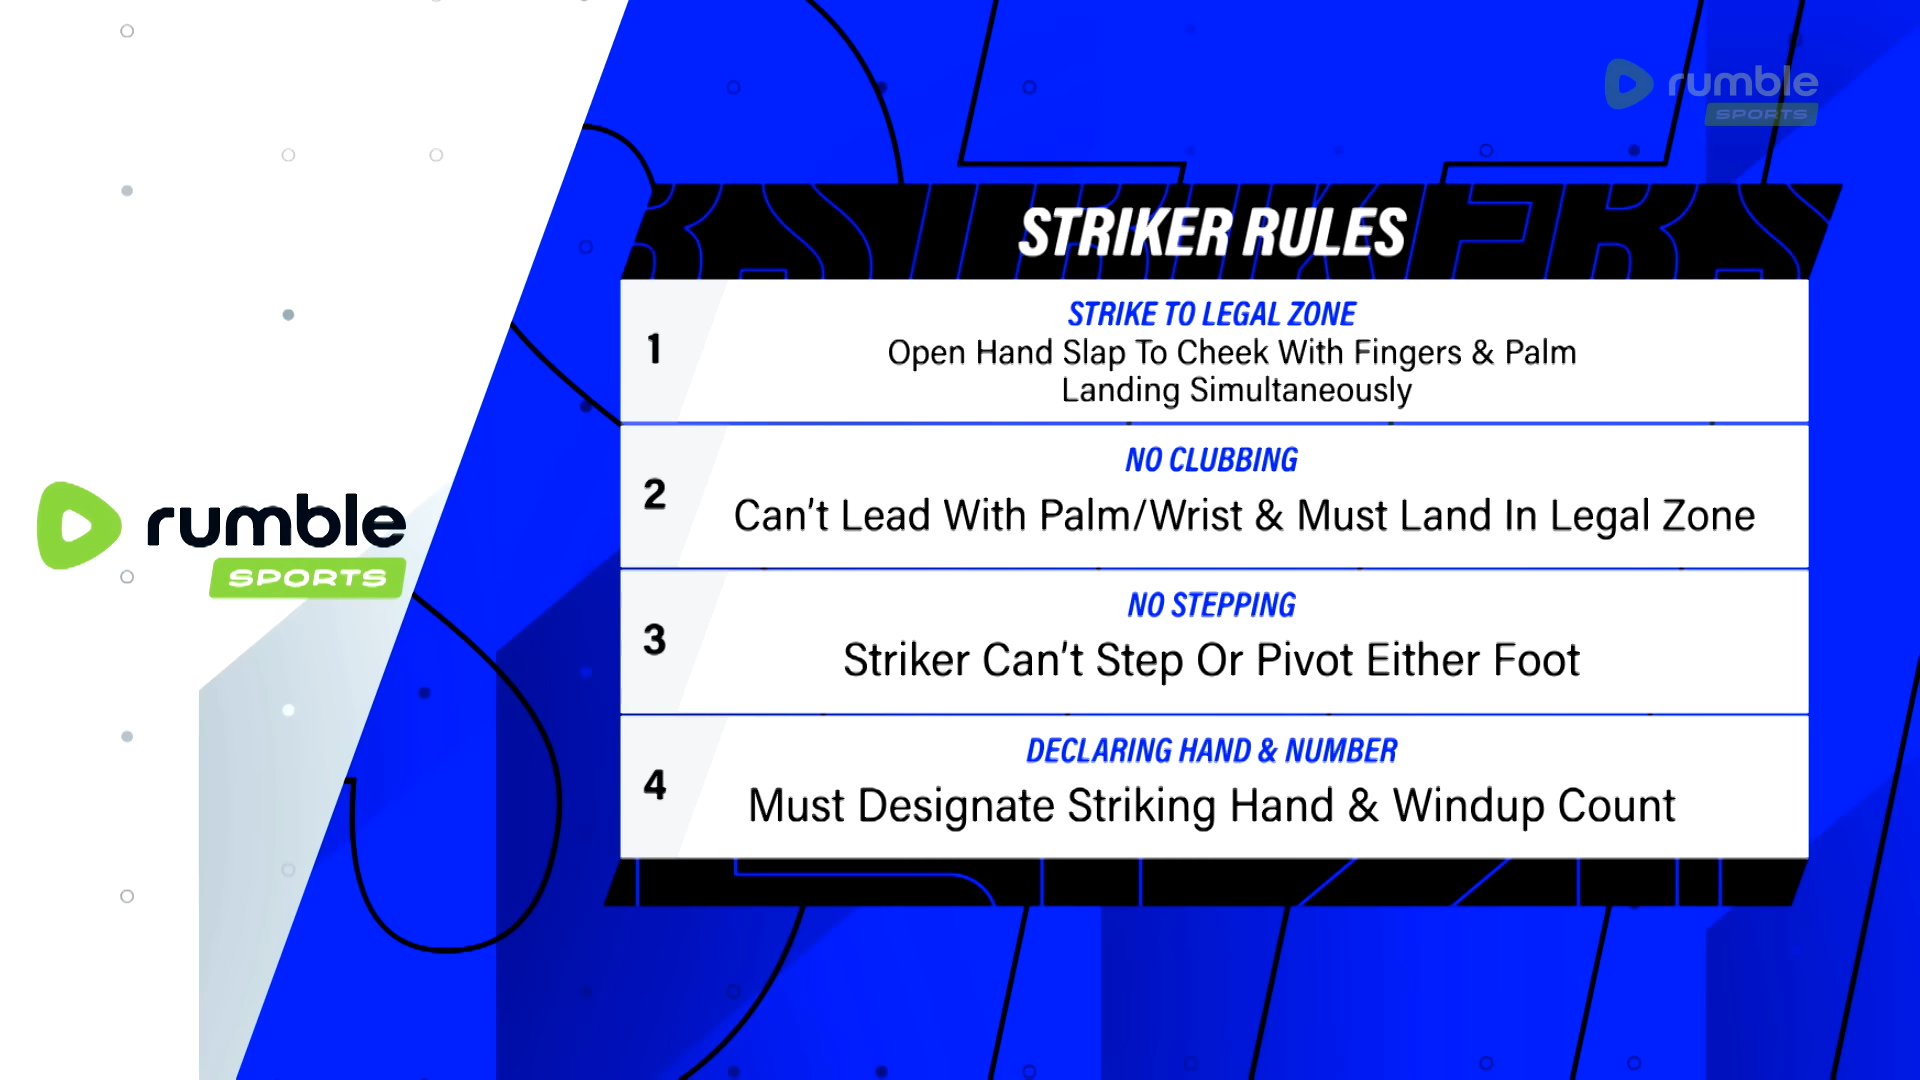 rumble
SPORTS
rumble
SPORTS
STRIKERS
STRIKER RULES
1
STRIKE TO LEGAL ZONE
Open Hand Slap To Cheek With Fingers & Palm
Landing Simultaneously
2
NO CLUBBING
Can't Lead With Palm/Wrist & Must Land In Legal Zone
3
NO STEPPING
Striker Can't Step Or Pivot Either Foot
4
DECLARING HAND & NUMBER
Must Designate Striking Hand & Windup Count